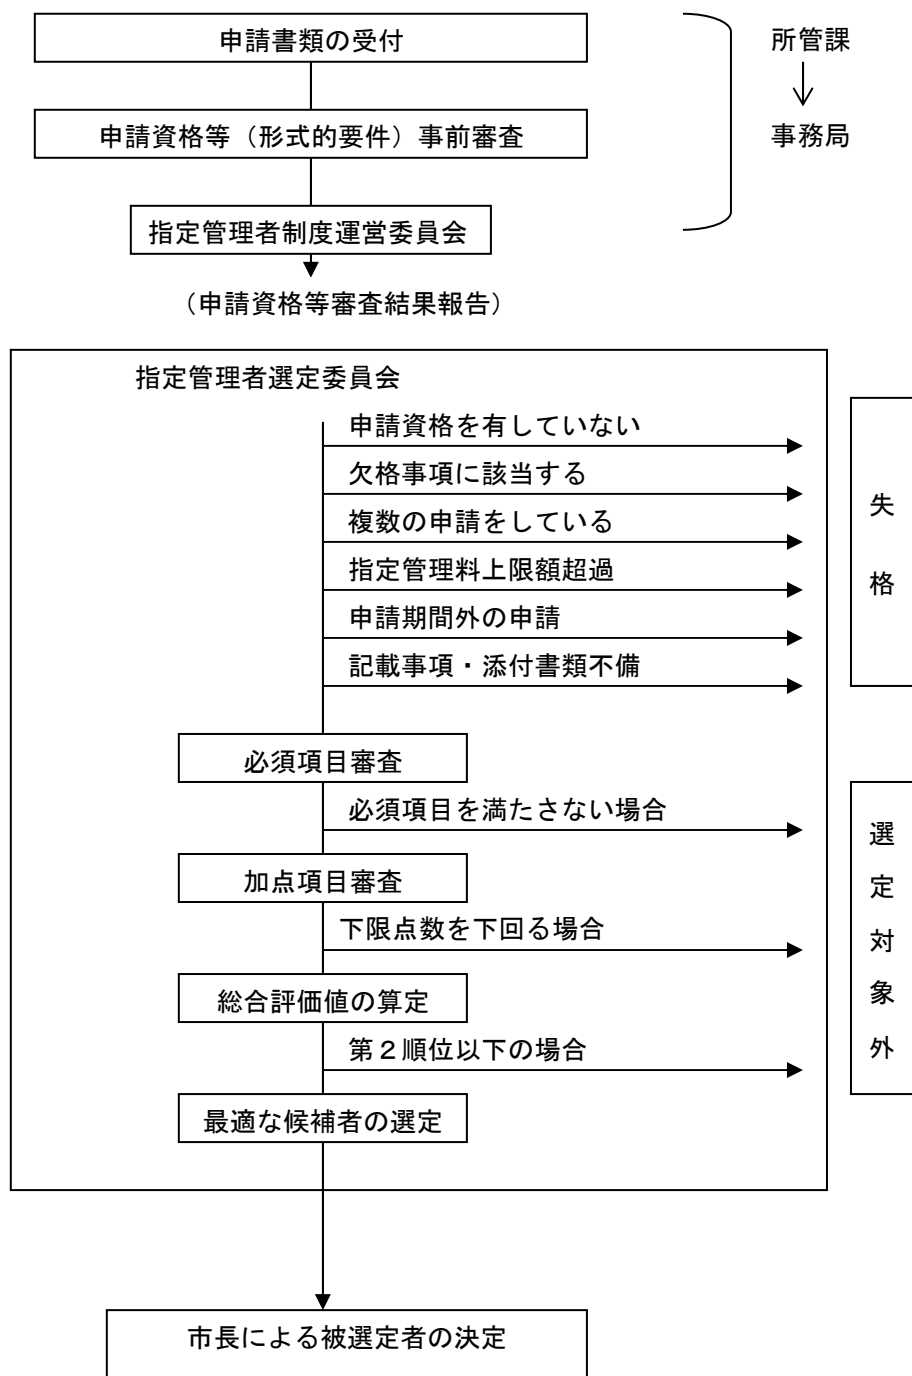 申請書類の受付
所管課
申請資格等（形式的要件）事前審査
事務局
指定管理者制度運営委員会
（申請資格等審査結果報告）
指定管理者選定委員会
申請資格を有していない
欠格事項に該当する
複数の申請をしている
指定管理料上限額超過
申請期間外の申請
記載事項・添付書類不備
失格
必須項目審査
必須項目を満たさない場合
加点項目審査
下限点数を下回る場合
総合評価値の算定
第２順位以下の場合
最適な候補者の選定
選定対象外
市長による被選定者の決定